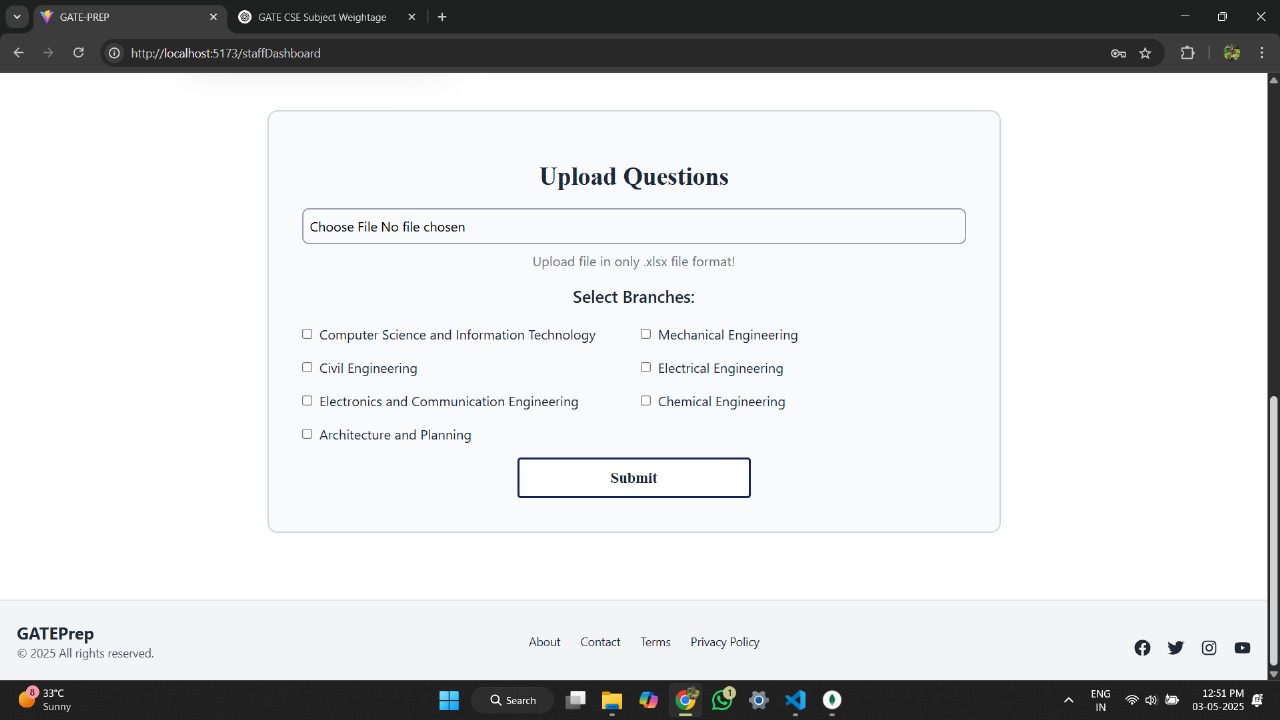 GATE-PREP
GATE CSE Subject Weightage
http://localhost:5173/staffDashboard
Upload Questions
Choose File No file chosen
Upload file in only .xlsx file format!
Select Branches:
Computer Science and Information Technology
Mechanical Engineering
Civil Engineering
Electrical Engineering
Electronics and Communication Engineering
Chemical Engineering
Architecture and Planning
Submit
GATEPrep
© 2025 All rights reserved.
About Contact Terms Privacy Policy
8
33°C
Sunny
Search
1
ENG
IN
12:51 PM
03-05-2025